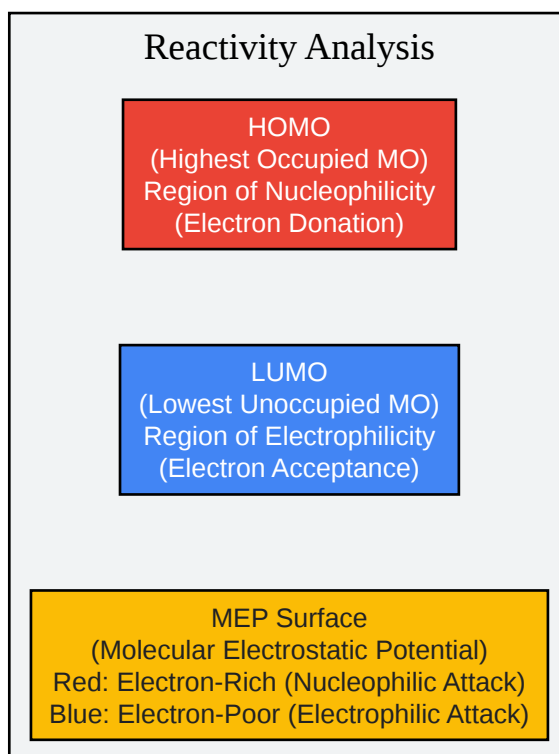 Reactivity Analysis
HOMO
(Highest Occupied MO)
Region of Nucleophilicity
(Electron Donation)
LUMO
(Lowest Unoccupied MO)
Region of Electrophilicity
(Electron Acceptance)
MEP Surface
(Molecular Electrostatic Potential)
Red: Electron-Rich (Nucleophilic Attack)
Blue: Electron-Poor (Electrophilic Attack)